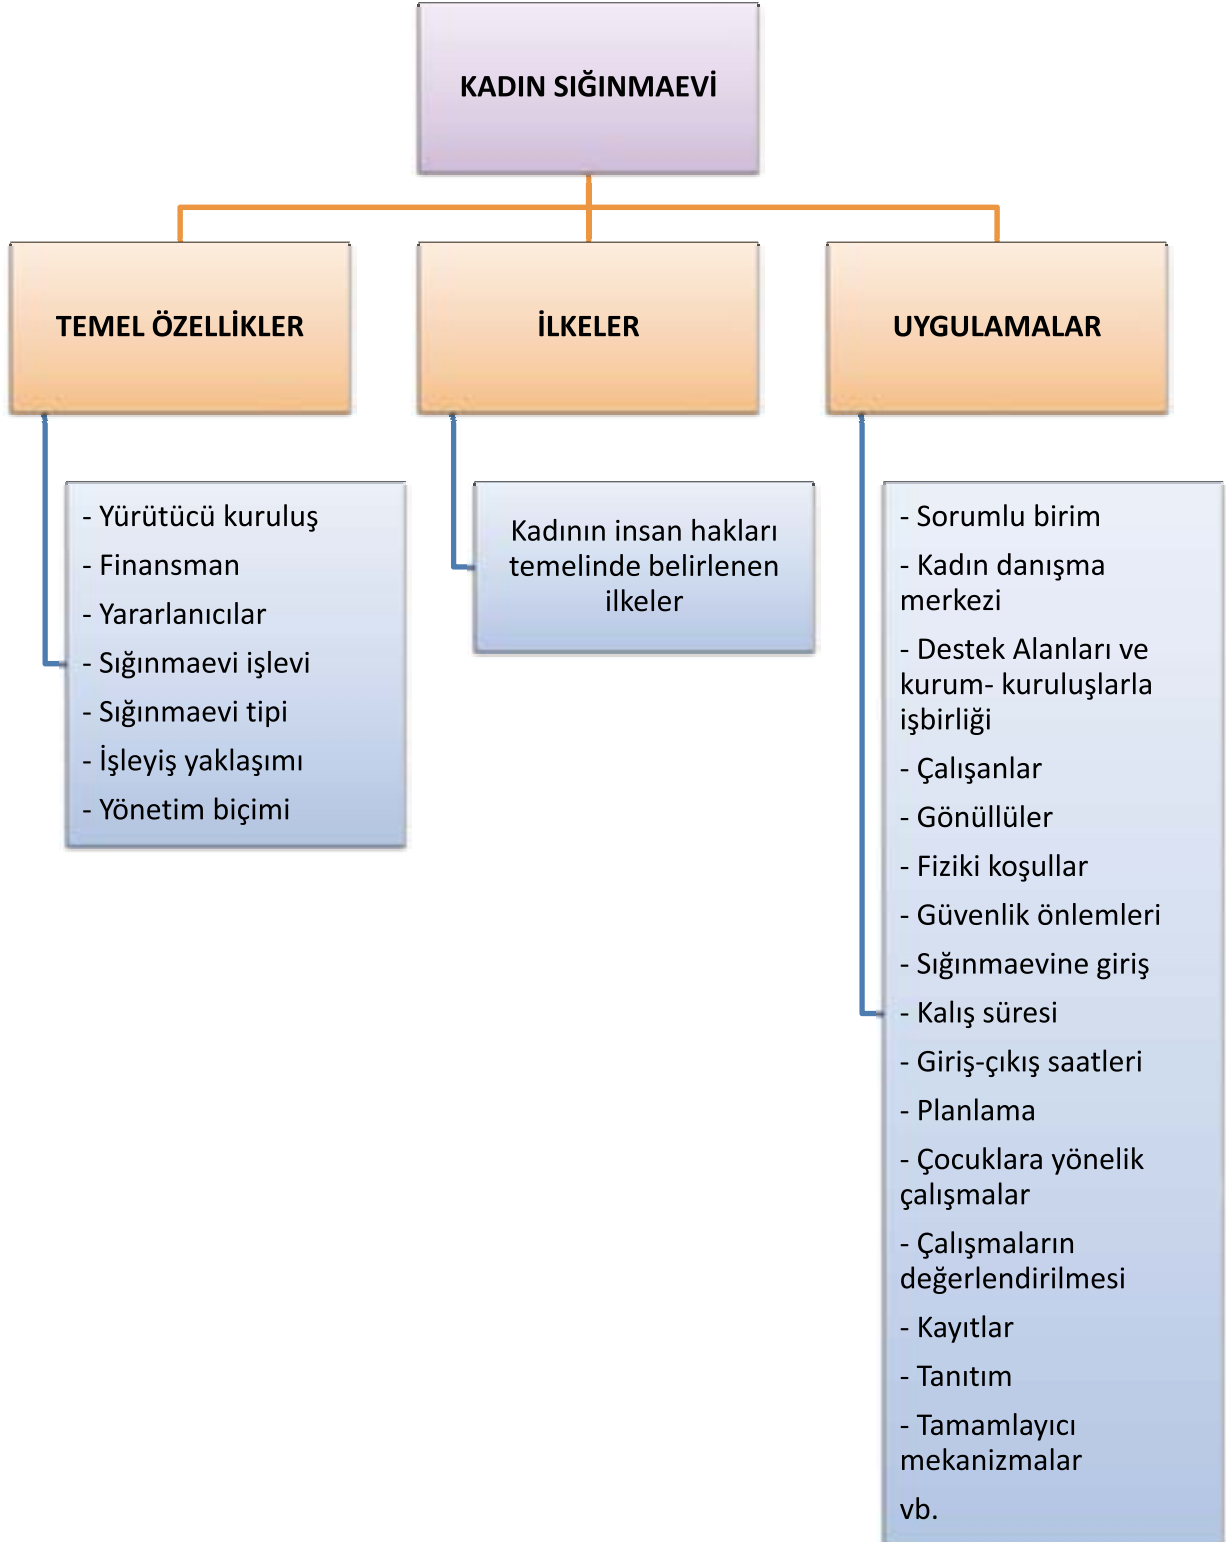 KADIN SIĞINMAEVİ
TEMEL ÖZELLİKLER
- Yürütücü kuruluş
- Finansman
- Yararlanıcılar
- Sığınmaevi işlevi
- Sığınmaevi tipi
- İşleyiş yaklaşımı
- Yönetim biçimi
İLKELER
Kadının insan hakları
temelinde belirlenen
ilkeler
UYGULAMALAR
- Sorumlu birim
- Kadın danışma
merkezi
- Destek Alanları ve
kurum- kuruluşlarla
işbirliği
- Çalışanlar
- Gönüllüler
- Fiziki koşullar
- Güvenlik önlemleri
- Sığınmaevine giriş
- Kalış süresi
- Giriş-çıkış saatleri
- Planlama
- Çocuklara yönelik
çalışmalar
- Çalışmaların
değerlendirilmesi
- Kayıtlar
- Tanıtım
- Tamamlayıcı
mekanizmalar
vb.